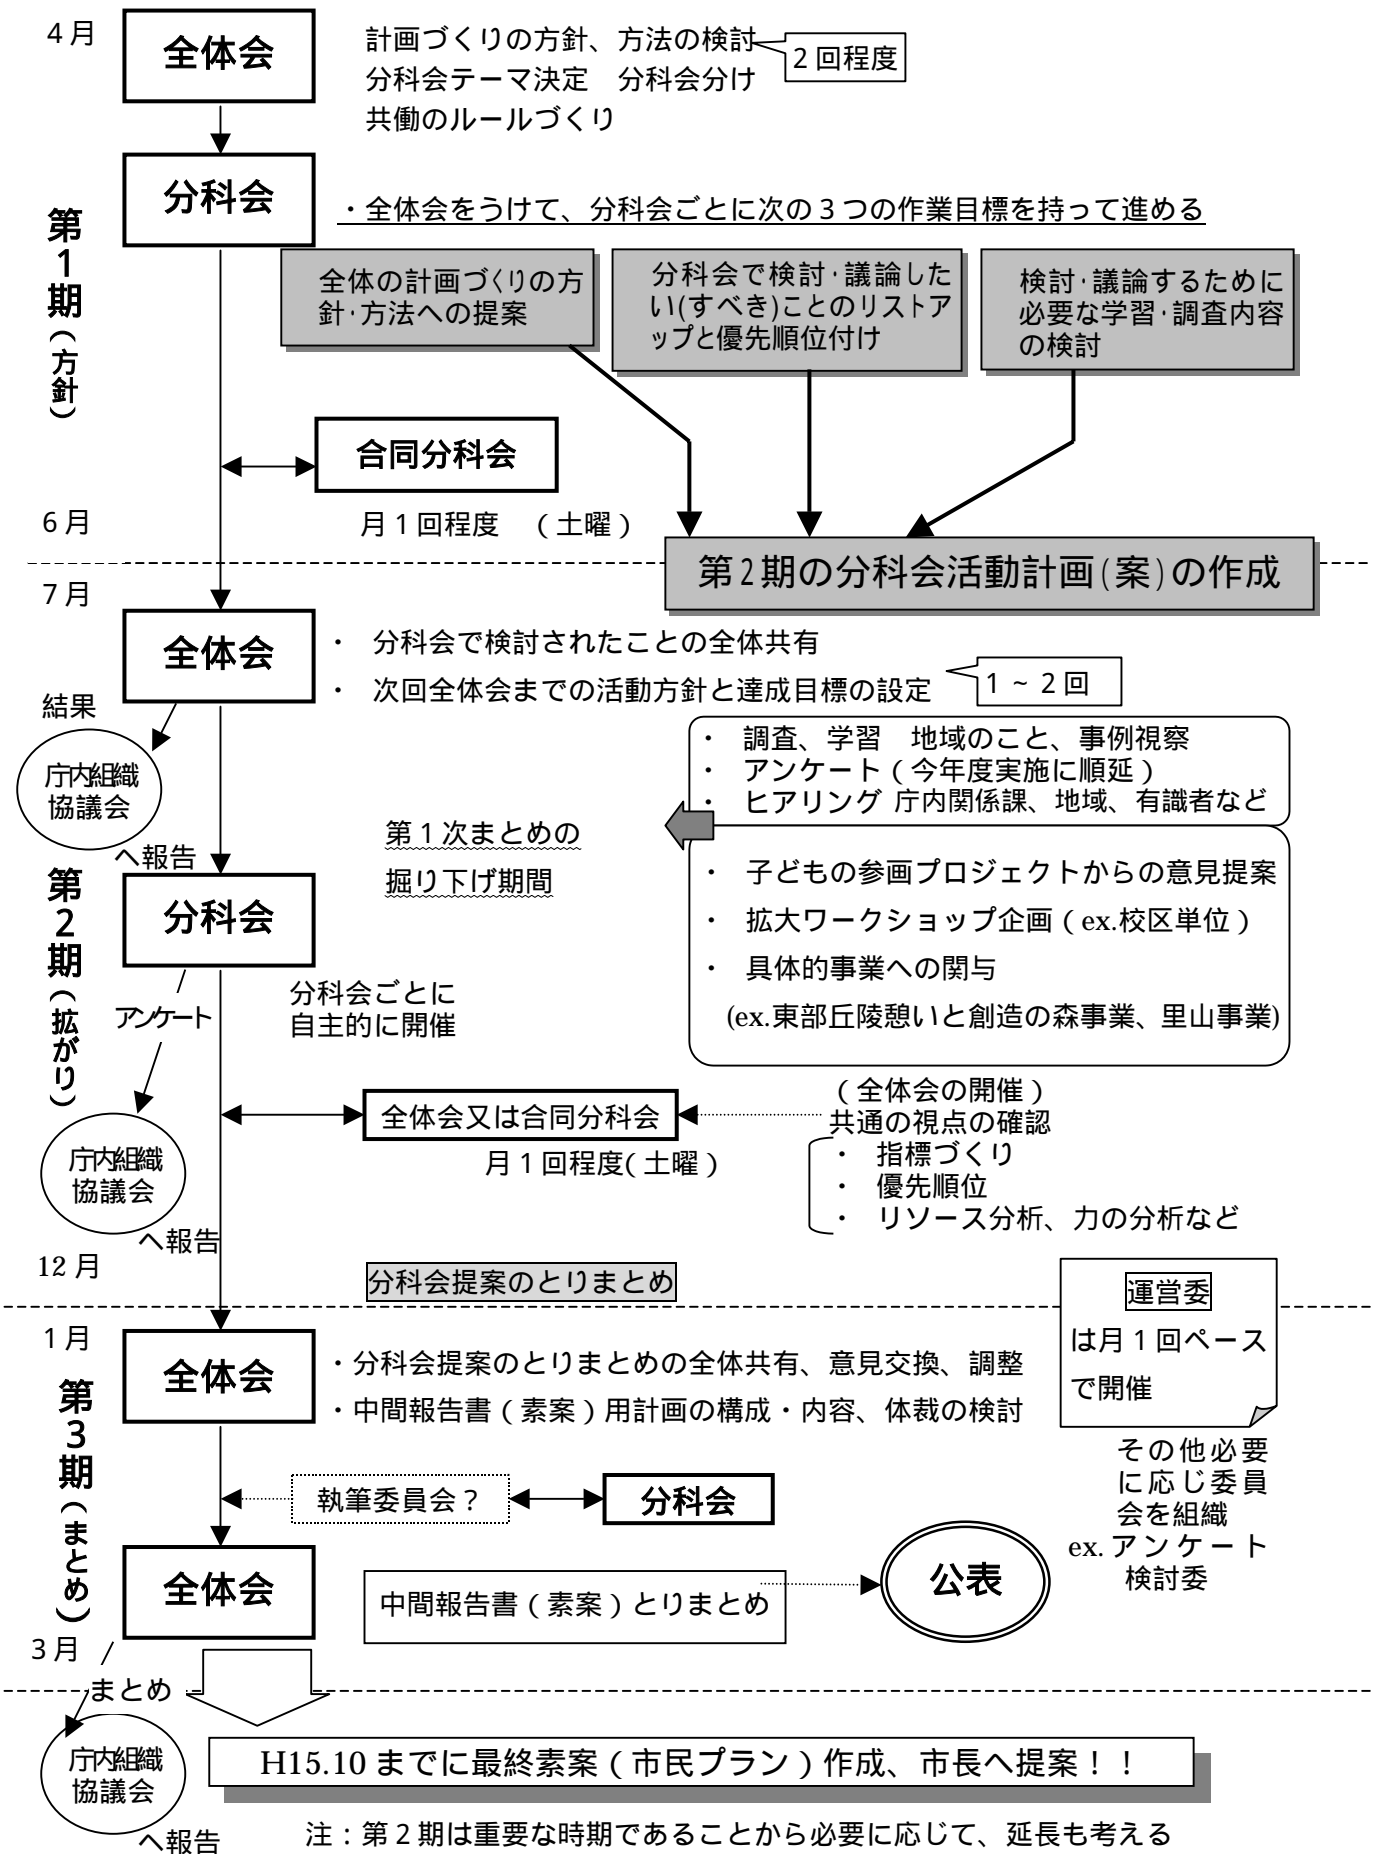 4月
全体会
計画づくりの方針、方法の検討
分科会テーマ決定　分科会分け
共働のルールづくり
2回程度
分科会
・全体会をうけて、分科会ごとに次の3つの作業目標を持って進める
第1期(方針)
全体の計画づくりの方
針・方法への提案
分科会で検討・議論した
い(すべき)ことのリストア
ップと優先順位付け
検討・議論するために
必要な学習・調査内容
の検討
合同分科会
月1回程度　(土曜)
6月
第2期の分科会活動計画(案)の作成
7月
全体会
・　分科会で検討されたことの全体共有
・　次回全体会までの活動方針と達成目標の設定
1~2回
結果
庁内組織
協議会
へ報告
・　調査、学習　地域のこと、事例視察
・　アンケート(今年度実施に順延)
・　ヒアリング 庁内関係課、地域、有識者など
第1次まとめの
掘り下げ期間
・　子どもの参画プロジェクトからの意見提案
・　拡大ワークショップ企画(ex.校区単位)
・　具体的事業への関与
(ex.東部丘陵憩いと創造の森事業、里山事業)
第2期(拡がり)
分科会
アンケート
分科会ごとに
自主的に開催
庁内組織
協議会
へ報告
全体会又は合同分科会
月1回程度(土曜)
(全体会の開催)
共通の視点の確認
・　指標づくり
・　優先順位
・　リソース分析、力の分析など
12月
分科会提案のとりまとめ
運営委
は月1回ペース
で開催
1月
全体会
・分科会提案のとりまとめの全体共有、意見交換、調整
・中間報告書(素案)用計画の構成・内容、体裁の検討
第3期(まとめ)
その他必要
に応じ委員
会を組織
ex.アンケート
検討委
執筆委員会?
分科会
全体会
中間報告書(素案)とりまとめ
公表
3月
まとめ
庁内組織
協議会
へ報告
H15.10までに最終素案(市民プラン)作成、市長へ提案!!
注:第2期は重要な時期であることから必要に応じて、延長も考える